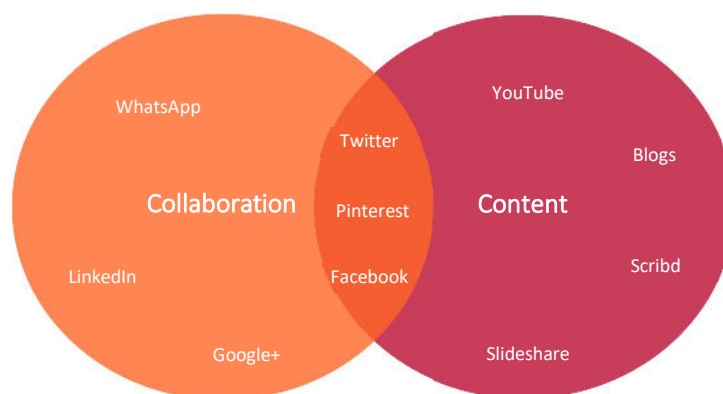 WhatsApp
Collaboration
LinkedIn
Google+
Twitter
Pinterest
Facebook
YouTube
Blogs
Content
Scribd
Slideshare